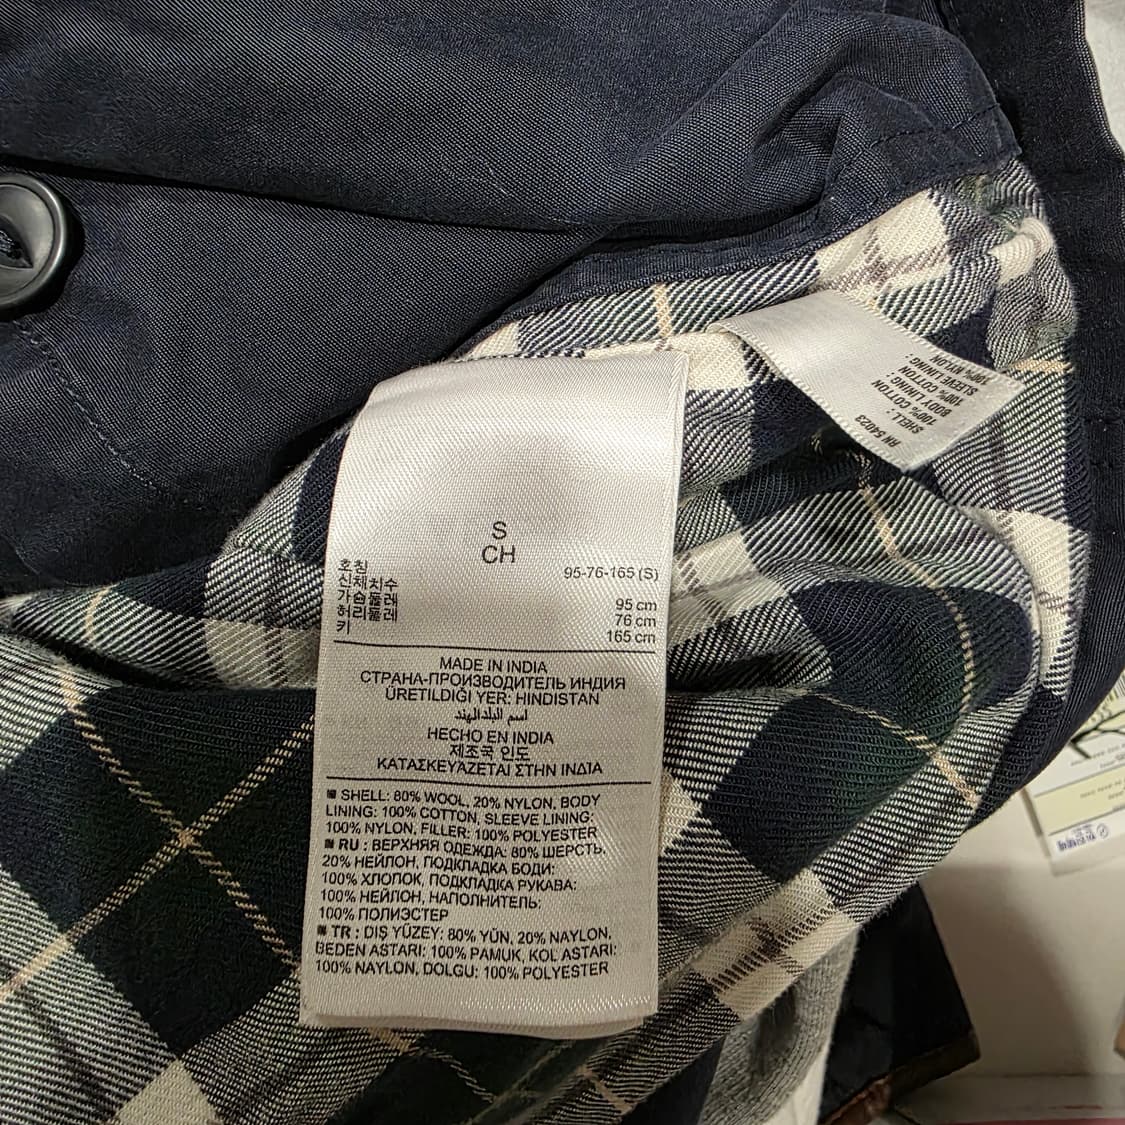 S
CH
호칭 95-76-165 (S)
신체치수
가슴둘레 95 cm
허리둘레 76 cm
키 165 cm
MADE IN INDIA
СТРАНА-ПРОИЗВОДИТЕЛЬ ИНДИЯ
ÜRETILDIĞI YER: HINDISTAN
اسم البلد الهند
HECHO EN INDIA
제조국 인도
ΚΑΤΑΣΚΕΥΆΖΕΤΑΙ ΣΤΗΝ ΙΝΔΊΑ
SHELL: 80% WOOL, 20% NYLON, BODY
LINING: 100% COTTON, SLEEVE LINING:
100% NYLON, FILLER: 100% POLYESTER
RU : ВЕРХНЯЯ ОДЕЖДА: 80% ШЕРСТЬ,
20% НЕЙЛОН, ПОДКЛАДКА БОДИ:
100% ХЛОПОК, ПОДКЛАДКА РУКАВА:
100% НЕЙЛОН, НАПОЛНИТЕЛЬ:
100% ПОЛИЭСТЕР
TR : DIŞ YÜZEY: 80% YÜN, 20% NAYLON,
BEDEN ASTARI: 100% PAMUK, KOL ASTARI:
100% NAYLON, DOLGU: 100% POLYESTER
RN 54023
SHELL :
100% COTTON
BODY LINING :
100% COTTON
SLEEVE LINING :
100% NYLON